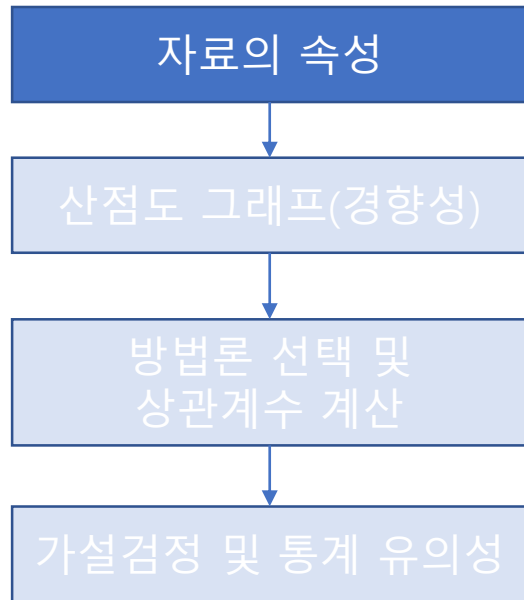 자료의 속성
산점도 그래프(경향성)
방법론 선택 및
상관계수 계산
가설검정 및 통계 유의성